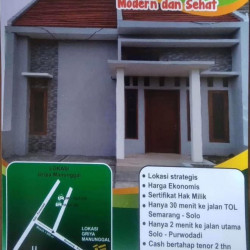 Modern dan Sehat
LOKASI
GRIYA
MANUNGGAL
• Lokasi strategis
• Harga Ekonomis
• Sertifikat Hak Milik
• Hanya 30 menit ke jalan TOL
Semarang - Solo
• Hanya 2 menit ke jalan utama
Solo - Purwodadi
• Cash bertahap tenor 2 ths